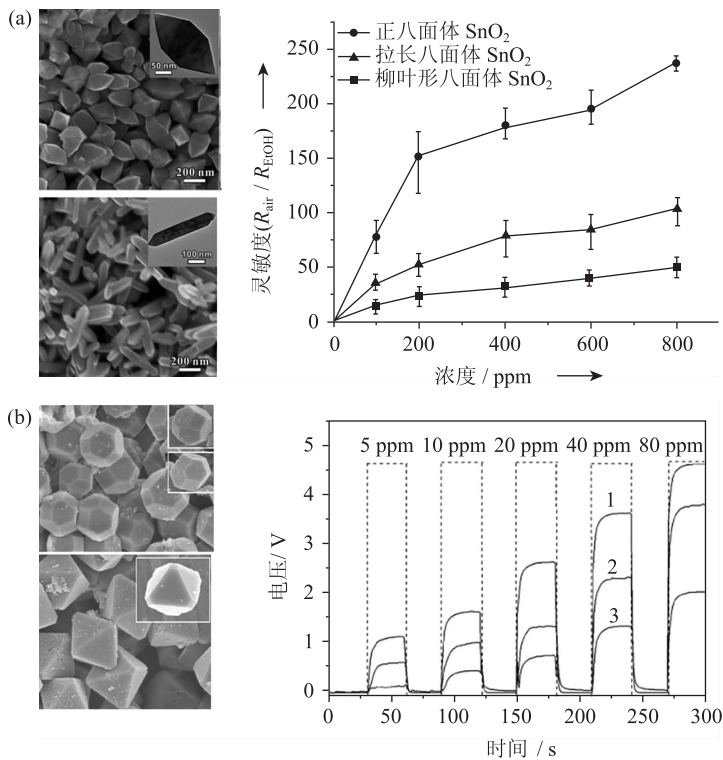 (a)
50 nm
200 nm
100 nm
200 nm
正八面体 SnO2
拉长八面体 SnO2
柳叶形八面体 SnO2
灵敏度(Rair / REtOH)
250
200
150
100
50
0
0 200 400 600 800
浓度 / ppm
(b)
5 ppm 10 ppm 20 ppm 40 ppm 80 ppm
1
2
3
电压/ V
5
4
3
2
1
0
0 50 100 150 200 250 300
时间 / s